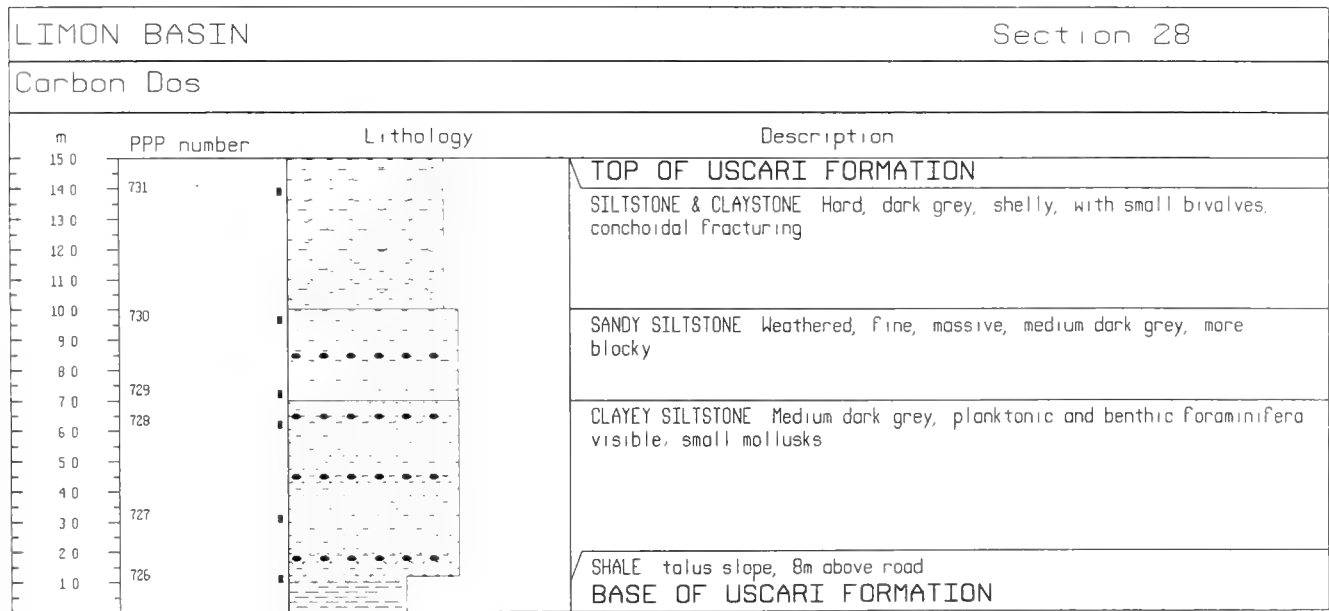 LIMON BASIN
Section 28
Carbon Dos
m
PPP number
Lithology
Description
15 0
14 0
13 0
12 0
11 0
10 0
9 0
8 0
7 0
6 0
5 0
4 0
3 0
2 0
1 0
731
730
729
728
727
726
TOP OF USCARI FORMATION
SILTSTONE & CLAYSTONE Hard, dark grey, shelly, with small bivalves,
conchoidal fracturing
SANDY SILTSTONE Weathered, fine, massive, medium dark grey, more
blocky
CLAYEY SILTSTONE Medium dark grey, planktonic and benthic foraminifera
visible, small mollusks
SHALE talus slope, 8m above road
BASE OF USCARI FORMATION